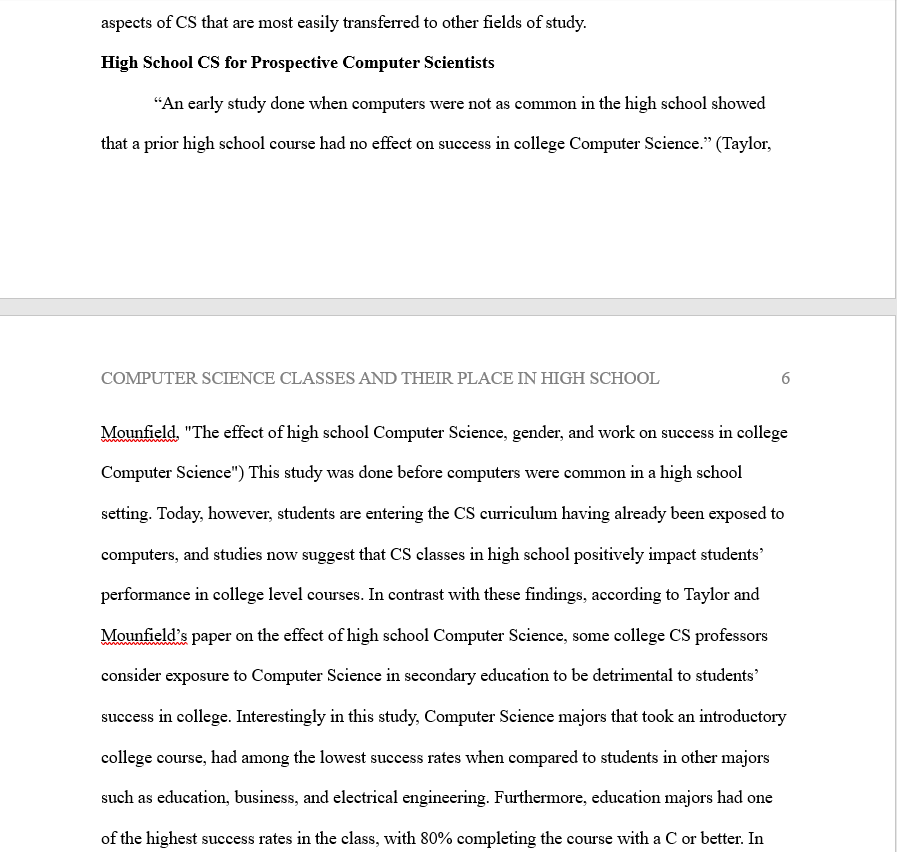 aspects of CS that are most easily transferred to other fields of study.
High School CS for Prospective Computer Scientists
“An early study done when computers were not as common in the high school showed
that a prior high school course had no effect on success in college Computer Science.” (Taylor,
COMPUTER SCIENCE CLASSES AND THEIR PLACE IN HIGH SCHOOL 6
Mounfield, "The effect of high school Computer Science, gender, and work on success in college
Computer Science") This study was done before computers were common in a high school
setting. Today, however, students are entering the CS curriculum having already been exposed to
computers, and studies now suggest that CS classes in high school positively impact students’
performance in college level courses. In contrast with these findings, according to Taylor and
Mounfield’s paper on the effect of high school Computer Science, some college CS professors
consider exposure to Computer Science in secondary education to be detrimental to students’
success in college. Interestingly in this study, Computer Science majors that took an introductory
college course, had among the lowest success rates when compared to students in other majors
such as education, business, and electrical engineering. Furthermore, education majors had one
of the highest success rates in the class, with 80% completing the course with a C or better. In